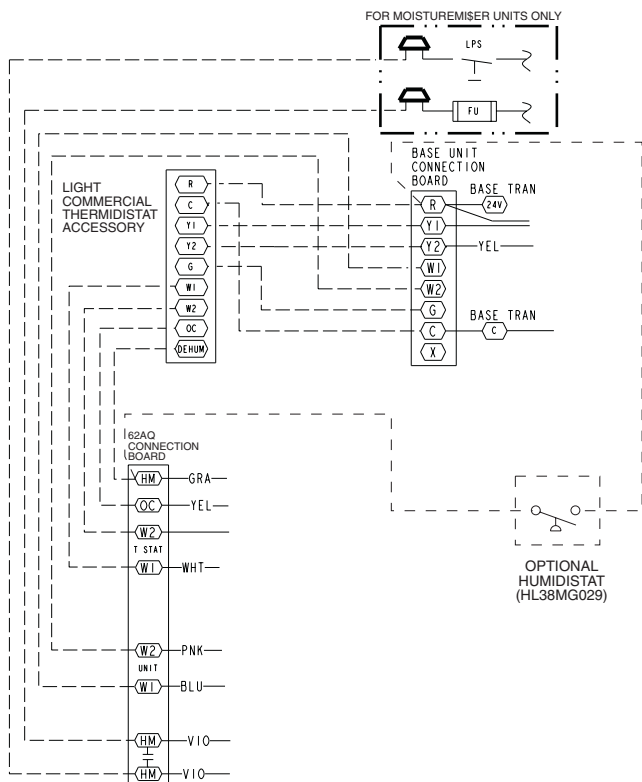 FOR MOISTUREMI$ER UNITS ONLY
LPS
FU
LIGHT
COMMERCIAL
THERMIDISTAT
ACCESSORY
R
C
Y1
Y2
G
W1
W2
OC
DEHUM
BASE UNIT
CONNECTION
BOARD
R
Y1
Y2
W1
W2
G
C
X
BASE TRAN
24V
YEL
BASE TRAN
C
62AQ
CONNECTION
BOARD
HM GRA
OC YEL
W2
T STAT
W1 WHT
W2 PNK
UNIT
W1 BLU
HM VIO
HM VIO
OPTIONAL
HUMIDISTAT
(HL38MG029)